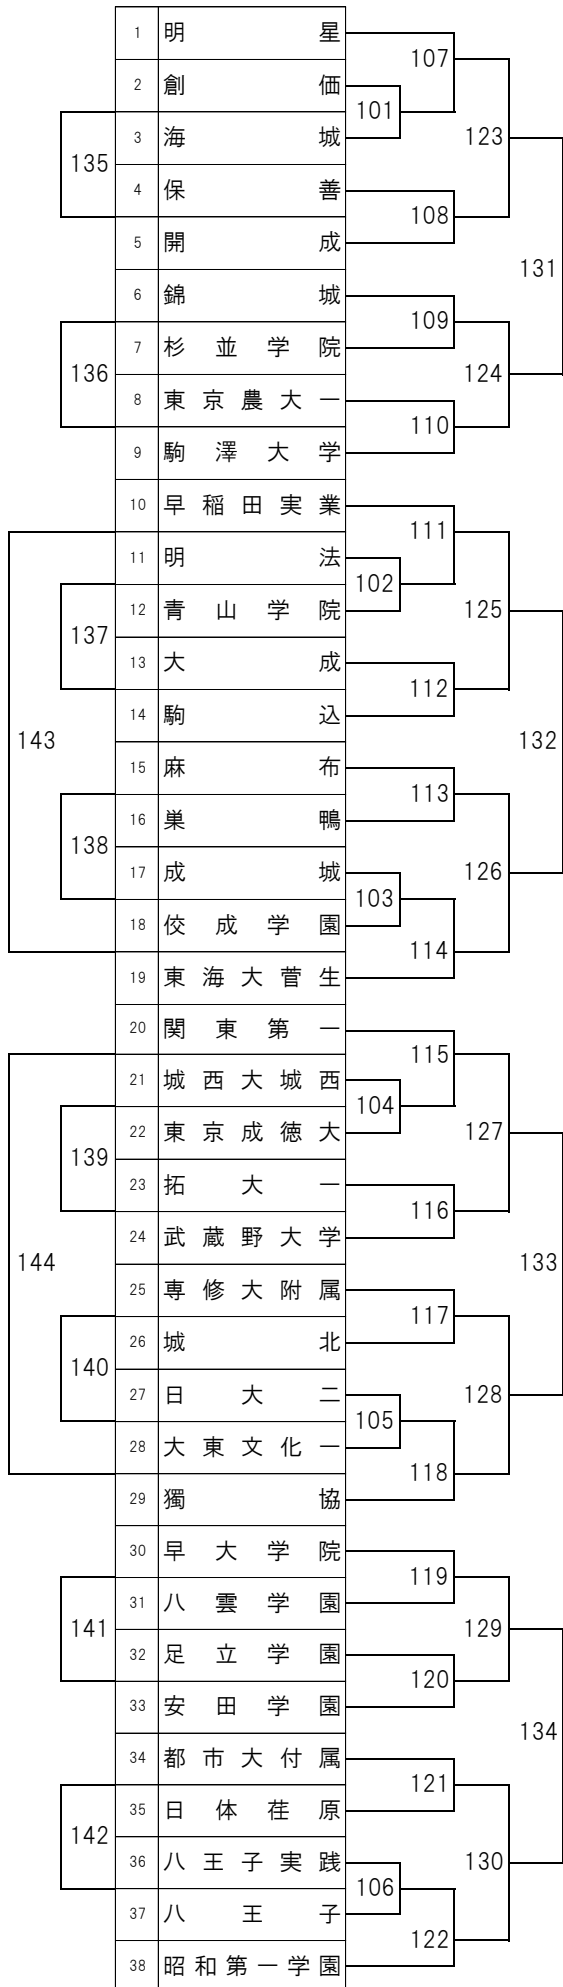 1 明星
2 創価
3 海城
4 保善
5 開成
6 錦城
7 杉並学院
8 東京農大一
9 駒澤大学
10 早稲田実業
11 明法
12 青山学院
13 大成
14 駒込
15 麻布
16 巣鴨
17 成城
18 佼成学園
19 東海大菅生
20 関東第一
21 城西大城西
22 東京成徳大
23 拓大一
24 武蔵野大学
25 専修大附属
26 城北
27 日大二
28 大東文化一
29 獨協
30 早大学院
31 八雲学園
32 足立学園
33 安田学園
34 都市大付属
35 日体荏原
36 八王子実践
37 八王子
38 昭和第一学園
101
102
103
104
105
106
107
108
109
110
111
112
113
114
115
116
117
118
119
120
121
122
123
124
125
126
127
128
129
130
131
132
133
134
135
136
137
138
139
140
141
142
143
144